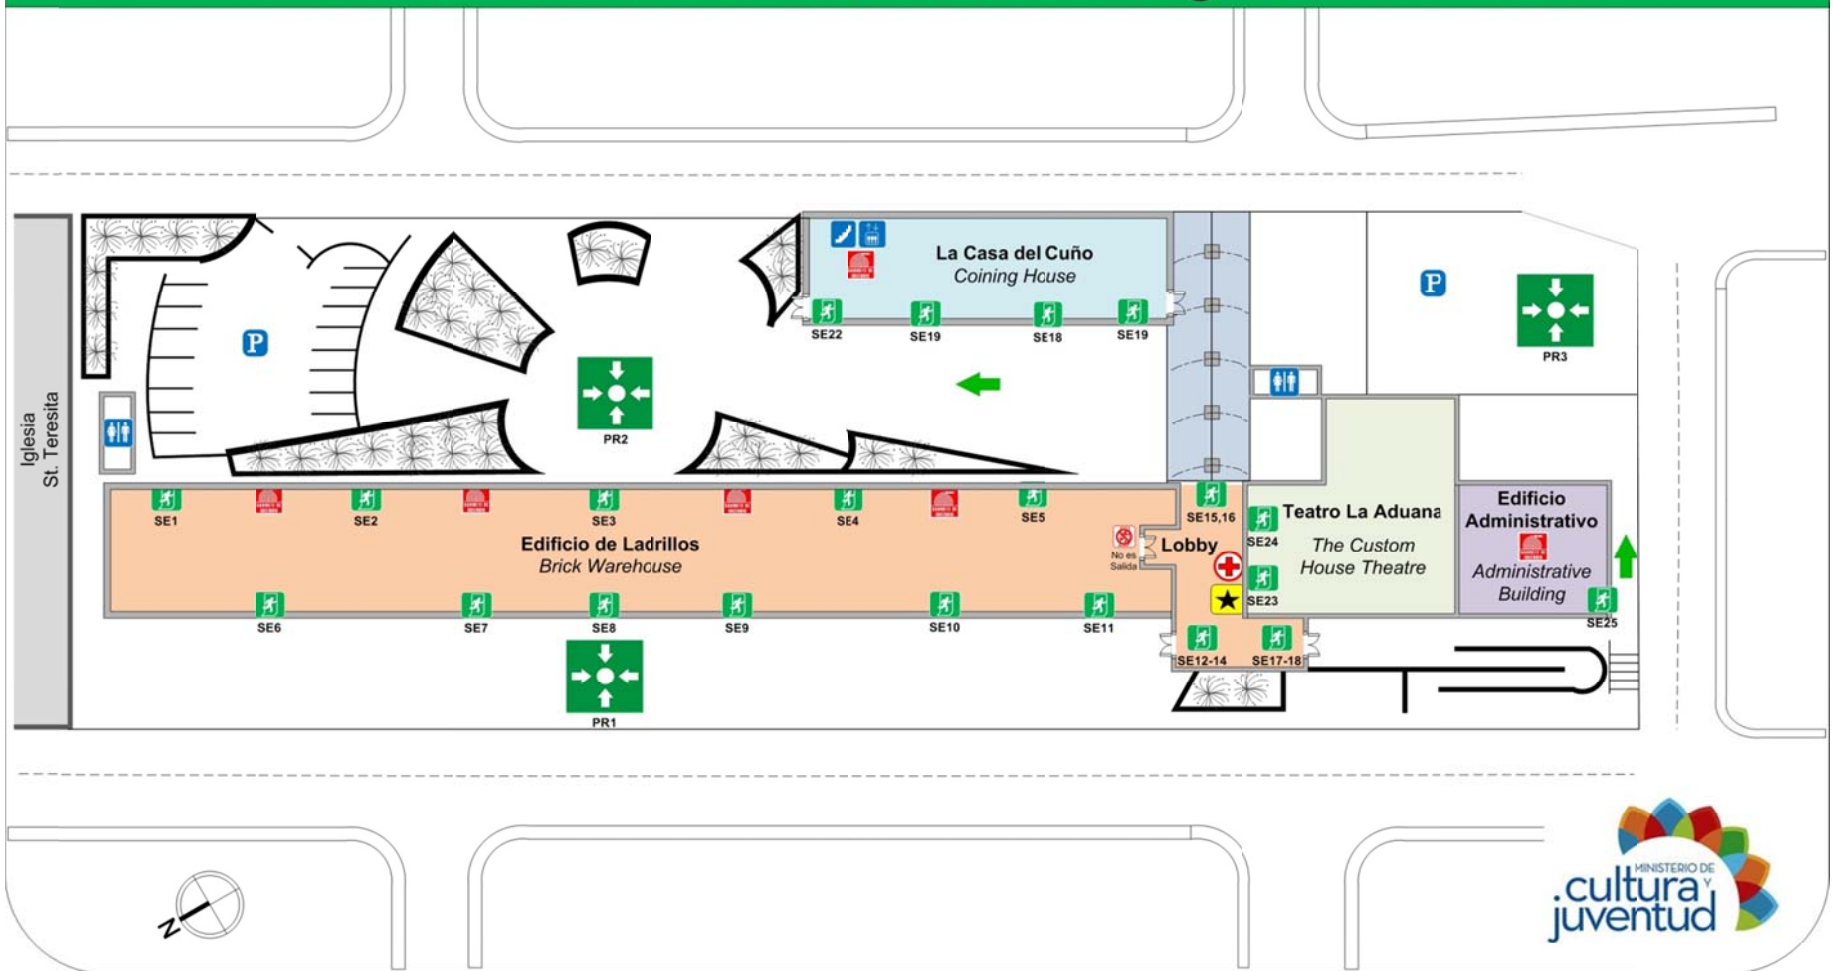 La Casa del Cuño
Coining House
SE22
SE19
SE18
SE19
P
P
PR3
PR2
Iglesia
St. Teresita
SE1
SE2
SE3
SE4
SE5
SE15,16
Edificio de Ladrillos
Brick Warehouse
No es
Salida
Lobby
SE24
SE23
Teatro La Aduana
The Custom
House Theatre
Edificio
Administrativo
Administrative
Building
SE25
SE6
SE7
SE8
SE9
SE10
SE11
SE12-14
SE17-18
PR1
N
MINISTERIO DE
cultura Y
juventud